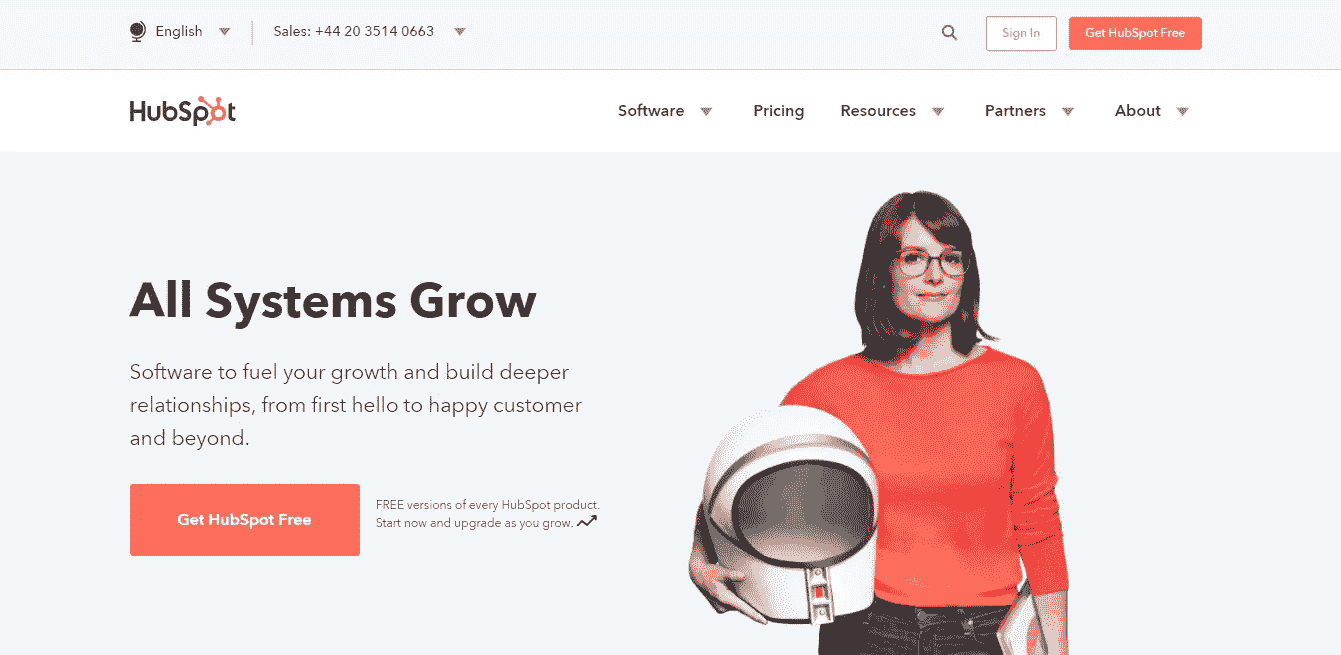 English
Sales: +44 20 3514 0663
Sign In
Get HubSpot Free
HubSpot
Software
Pricing
Resources
Partners
About
All Systems Grow
Software to fuel your growth and build deeper
relationships, from first hello to happy customer
and beyond.
Get HubSpot Free
FREE versions of every HubSpot product.
Start now and upgrade as you grow.